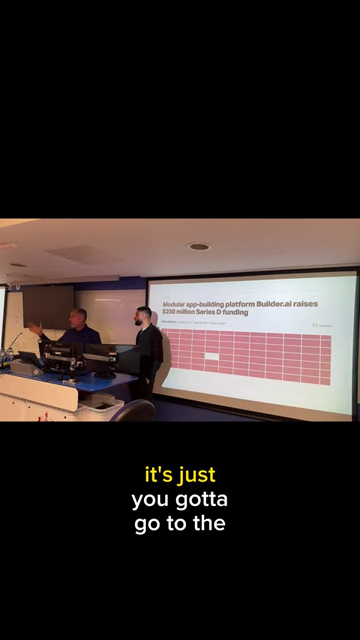 Modular app-building platform Builder.ai raises
$250 million Series D funding
it's just
you gotta
go to the